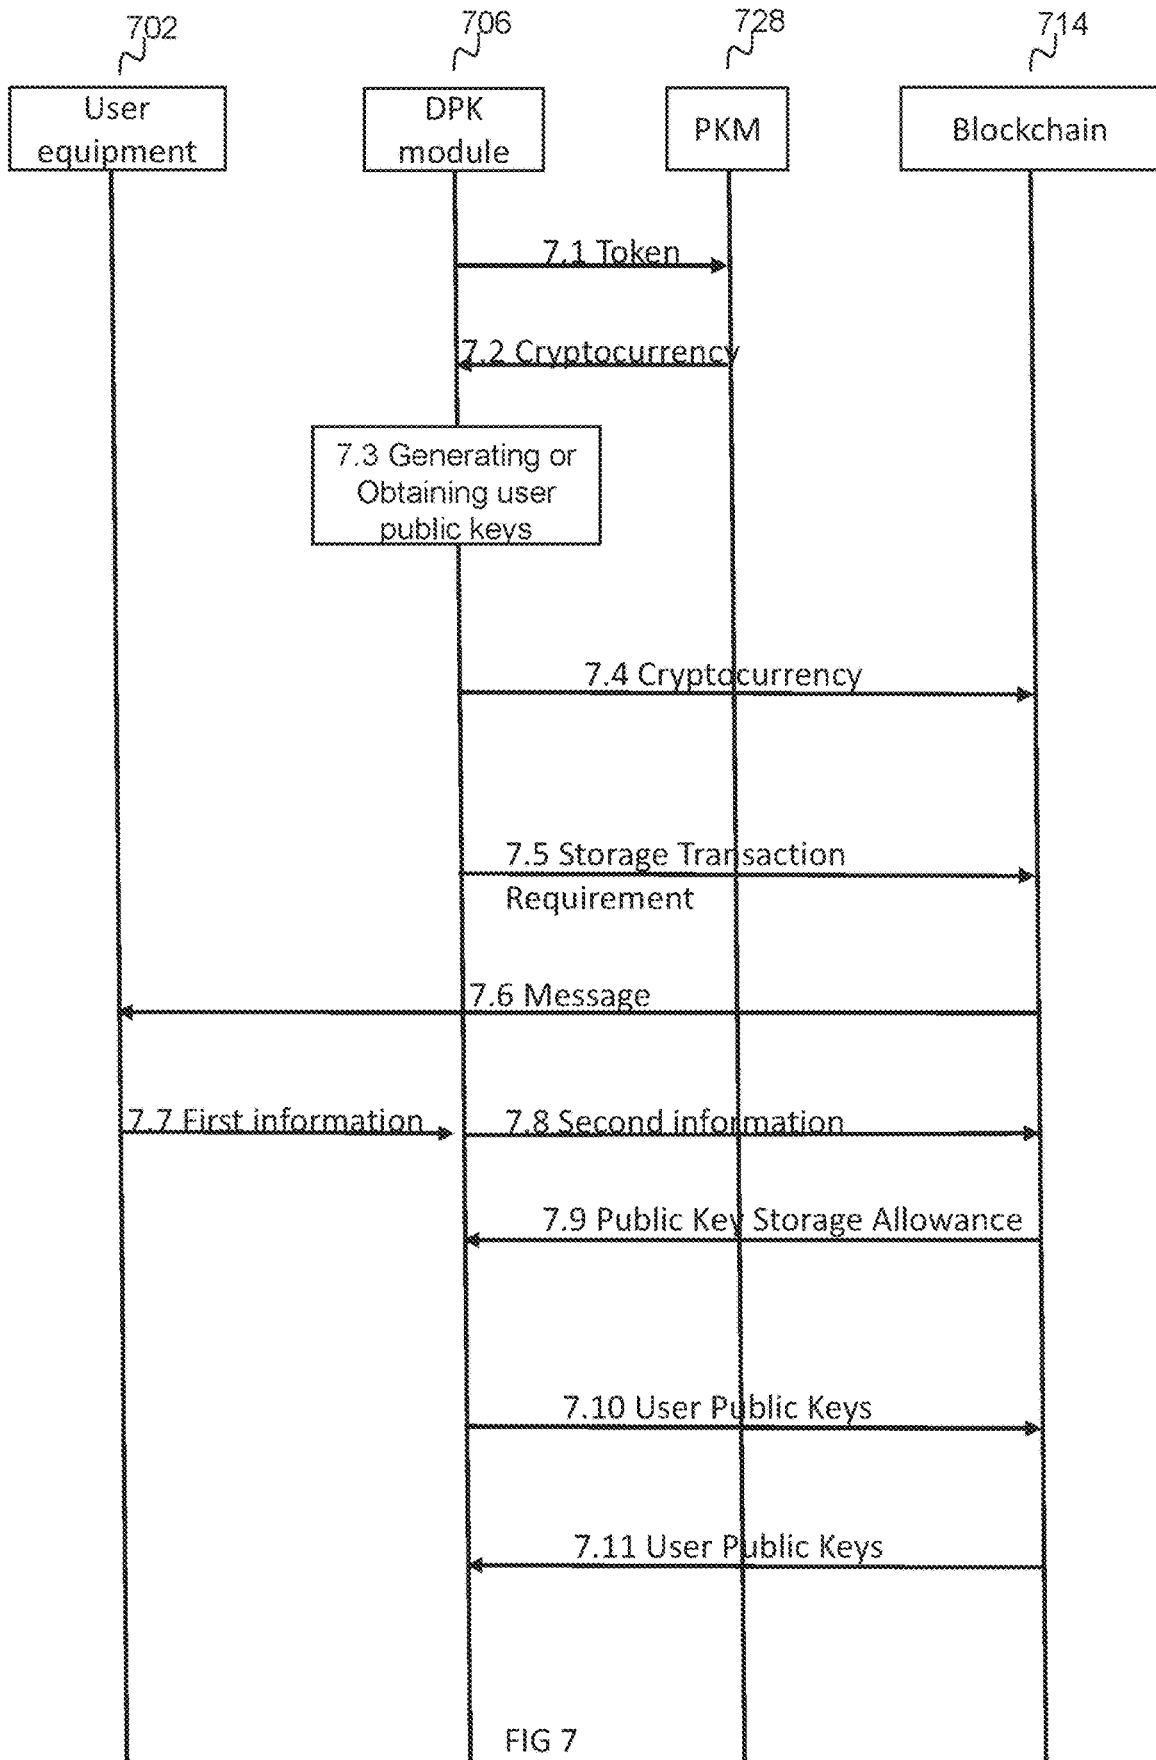 702
706
728
714
User
equipment
DPK
module
PKM
Blockchain
7.1 Token
7.2 Cryptocurrency
7.3 Generating or
Obtaining user
public keys
7.4 Cryptocurrency
7.5 Storage Transaction
Requirement
7.6 Message
7.7 First information
7.8 Second information
7.9 Public Key Storage Allowance
7.10 User Public Keys
7.11 User Public Keys
FIG 7